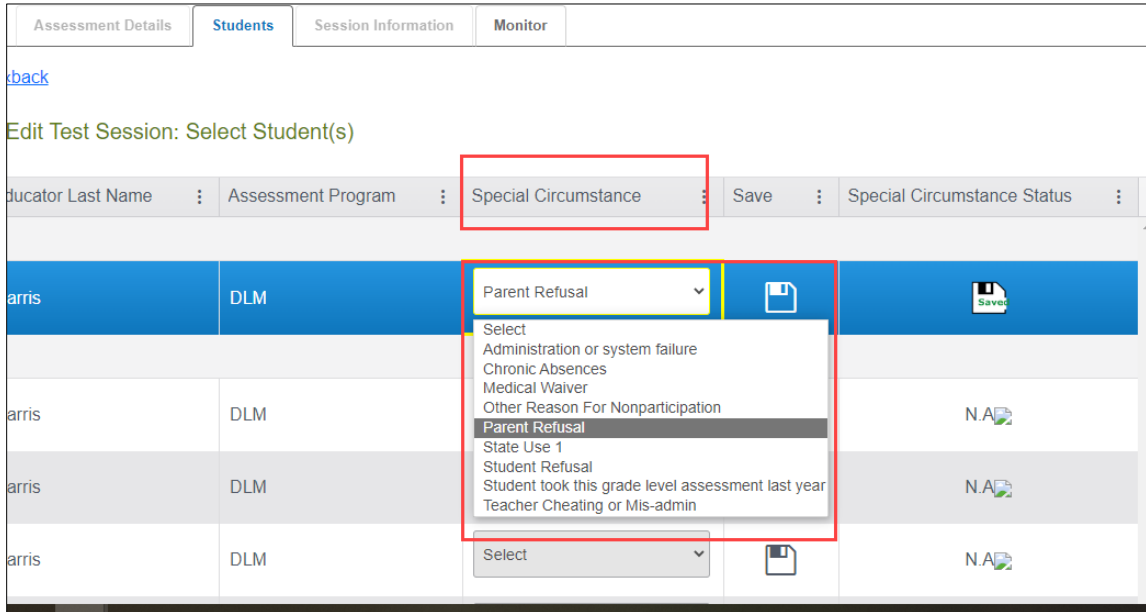 Assessment Details Students Session Information Monitor
‹back
Edit Test Session: Select Student(s)
ducator Last Name Assessment Program Special Circumstance Save Special Circumstance Status
arris DLM Parent Refusal Saved
Select
Administration or system failure
Chronic Absences
Medical Waiver
Other Reason For Nonparticipation
arris DLM N.A
Parent Refusal
State Use 1
Student Refusal
Student took this grade level assessment last year
arris DLM N.A
Teacher Cheating or Mis-admin
arris DLM Select N.A